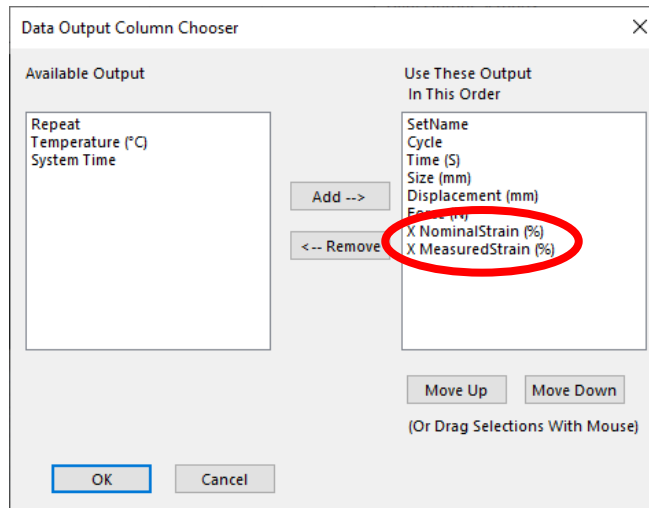 Data Output Column Chooser
Available Output
Use These Output
In This Order
Repeat
Temperature (°C)
System Time
SetName
Cycle
Time (S)
Size (mm)
Displacement (mm)
Force (N)
X NominalStrain (%)
X MeasuredStrain (%)
Add -->
<-- Remove
Move Up
Move Down
(Or Drag Selections With Mouse)
OK
Cancel